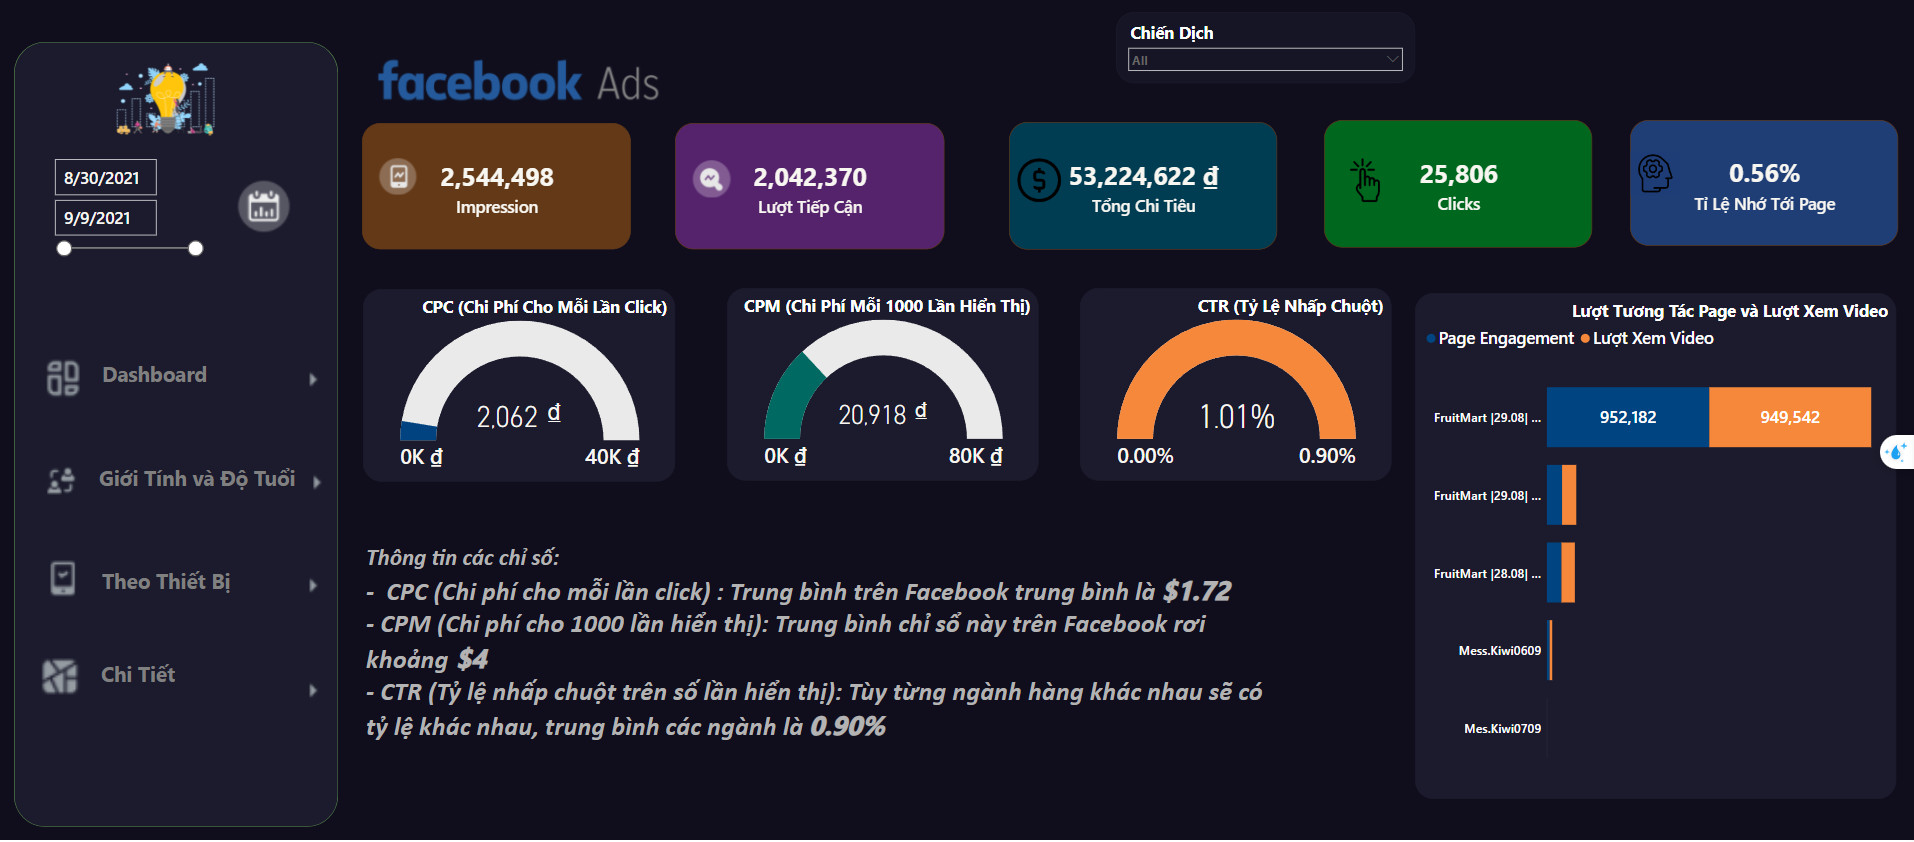 Chiến Dịch
All
facebook Ads
8/30/2021
9/9/2021
2,544,498
Impression
2,042,370
Lượt Tiếp Cận
53,224,622 đ
Tổng Chi Tiêu
25,806
Clicks
0.56%
Tỉ Lệ Nhớ Tới Page
Dashboard
Giới Tính và Độ Tuổi
Theo Thiết Bị
Chi Tiết
CPC (Chi Phí Cho Mỗi Lần Click)
2,062 ₫
0K ₫
40K ₫
CPM (Chi Phí Mỗi 1000 Lần Hiển Thị)
20,918 ₫
0K ₫
80K ₫
CTR (Tỷ Lệ Nhấp Chuột)
1.01%
0.00%
0.90%
Lượt Tương Tác Page và Lượt Xem Video
Page Engagement Lượt Xem Video
FruitMart |29.08| ...
952,182
949,542
FruitMart |29.08| ...
FruitMart |28.08| ...
Mess.Kiwi0609
Mes.Kiwi0709
Thông tin các chỉ số:
- CPC (Chi phí cho mỗi lần click) : Trung bình trên Facebook trung bình là $1.72
- CPM (Chi phí cho 1000 lần hiển thị): Trung bình chỉ số này trên Facebook rơi
khoảng $4
- CTR (Tỷ lệ nhấp chuột trên số lần hiển thị): Tùy từng ngành hàng khác nhau sẽ có
tỷ lệ khác nhau, trung bình các ngành là 0.90%